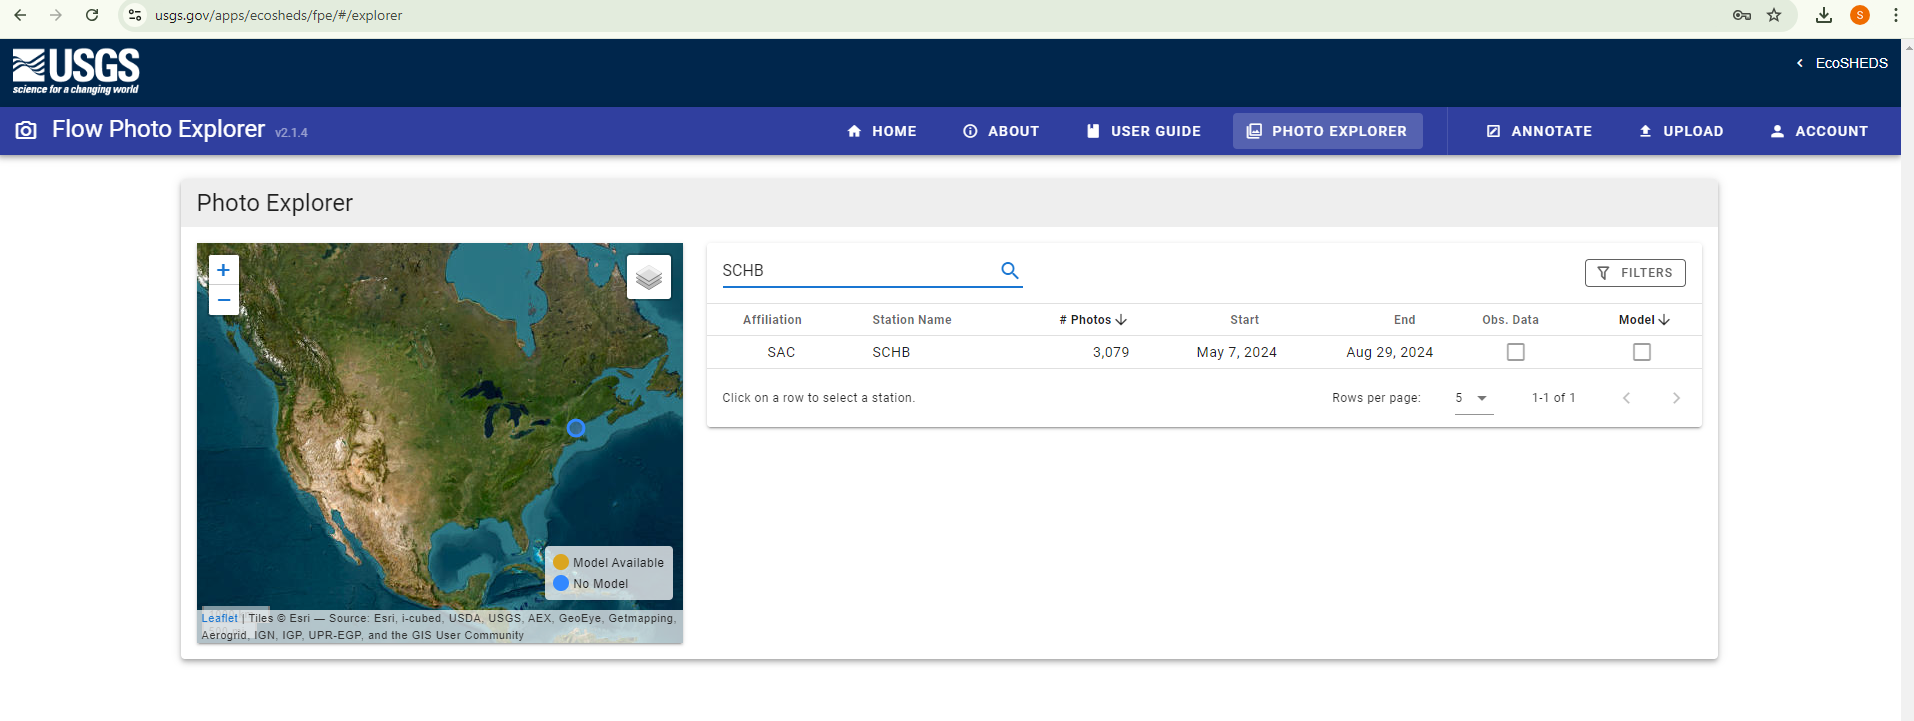 usgs.gov/apps/ecosheds/fpe/#/explorer
S
USGS
science for a changing world
EcoSHEDS
Flow Photo Explorer v2.1.4
HOME
ABOUT
USER GUIDE
PHOTO EXPLORER
ANNOTATE
UPLOAD
ACCOUNT
Photo Explorer
+
−
Model Available
No Model
Leaflet | Tiles © Esri — Source: Esri, i-cubed, USDA, USGS, AEX, GeoEye, Getmapping,
Aerogrid, IGN, IGP, UPR-EGP, and the GIS User Community
SCHB
FILTERS
Affiliation Station Name # Photos Start End Obs. Data Model
SAC SCHB 3,079 May 7, 2024 Aug 29, 2024
Click on a row to select a station.
Rows per page: 5 1-1 of 1